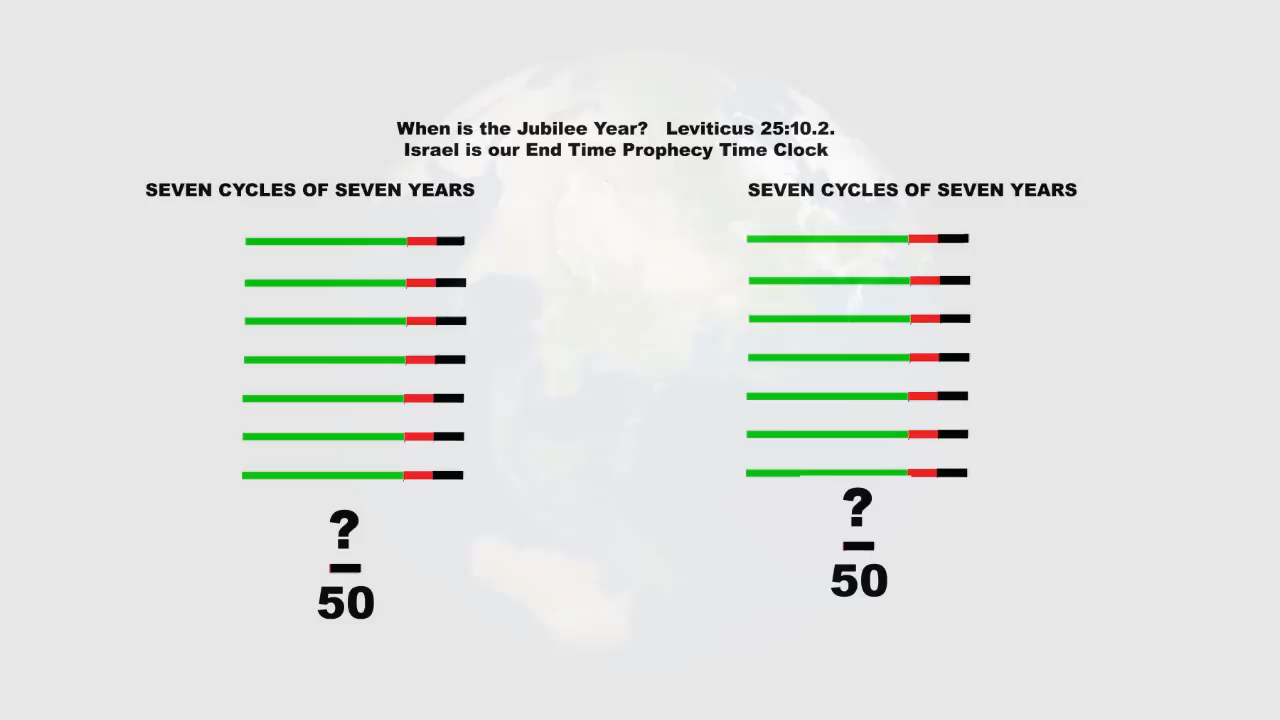 When is the Jubilee Year?   Leviticus 25:10.2.
Israel is our End Time Prophecy Time Clock
SEVEN CYCLES OF SEVEN YEARS
SEVEN CYCLES OF SEVEN YEARS
?
50
?
50